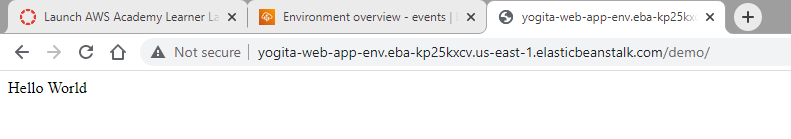 Launch AWS Academy Learner La
Environment overview - events |
yogita-web-app-env.eba-kp25kxcv
Not secure
yogita-web-app-env.eba-kp25kxcv.us-east-1.elasticbeanstalk.com/demo/
Hello World